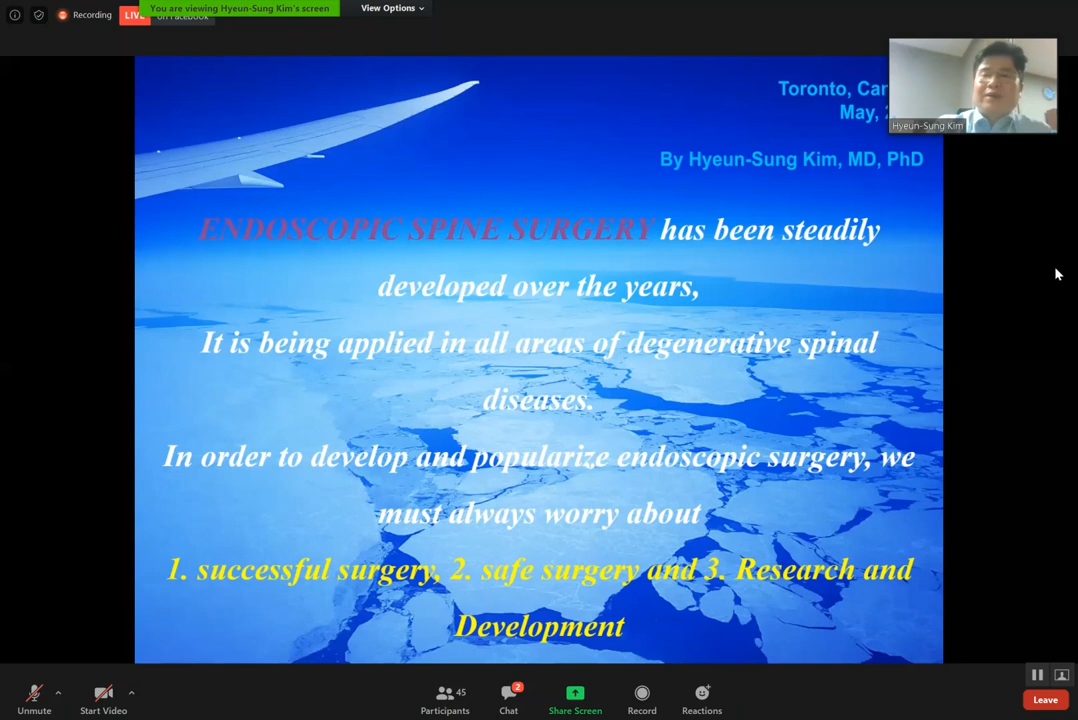 You are viewing Hyeun-Sung Kim's screen
View Options
Recording
LIVE
on Facebook
Toronto,
May,
Hyeun-Sung Kim
By Hyeun-Sung Kim, MD, PhD
ENDOSCOPIC SPINE SURGERY has been steadily
developed over the years,
It is being applied in all areas of degenerative spinal
diseases.
In order to develop and popularize endoscopic surgery, we
must always worry about
1. successful surgery, 2. safe surgery and 3. Research and
Development
Unmute
Start Video
45
Participants
2
Chat
Share Screen
Record
Reactions
Leave